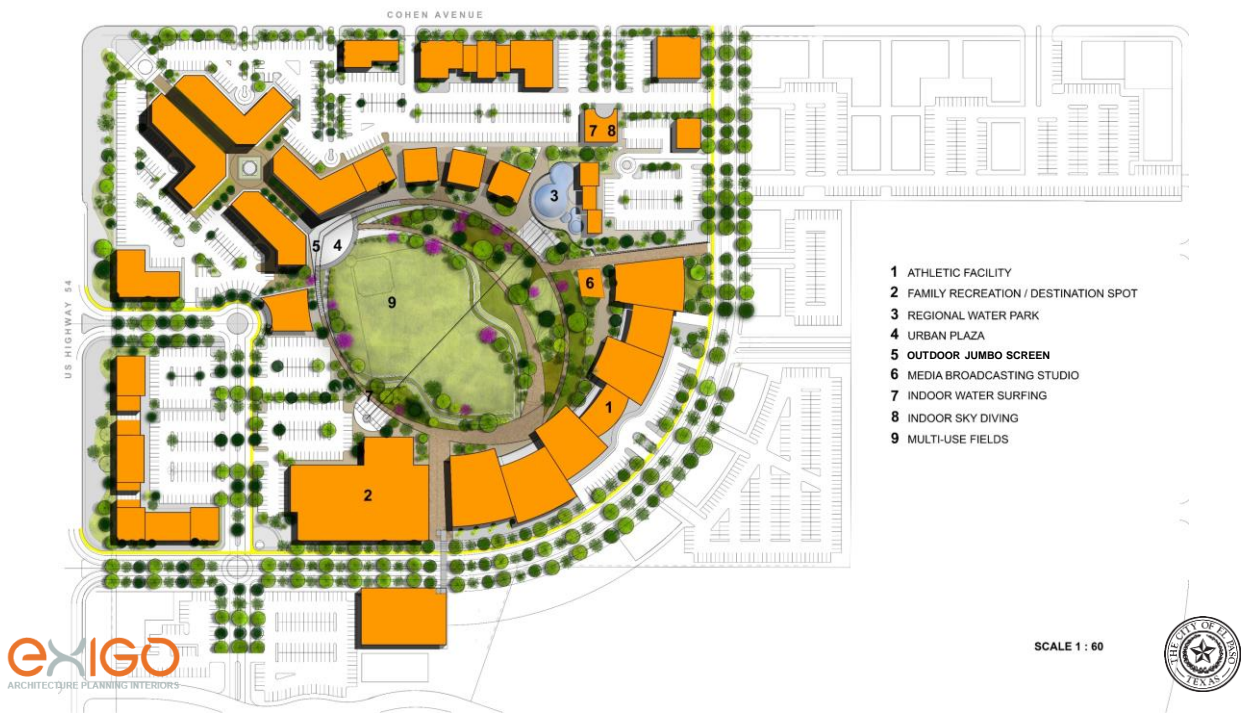 COHEN AVENUE
US HIGHWAY 54
7 8
3
5 4
6
9
7
1
2
1 ATHLETIC FACILITY
2 FAMILY RECREATION / DESTINATION SPOT
3 REGIONAL WATER PARK
4 URBAN PLAZA
5 OUTDOOR JUMBO SCREEN
6 MEDIA BROADCASTING STUDIO
7 INDOOR WATER SURFING
8 INDOOR SKY DIVING
9 MULTI-USE FIELDS
SCALE 1 : 60
exIGO
ARCHITECTURE PLANNING INTERIORS
THE CITY OF EL PASO
TEXAS